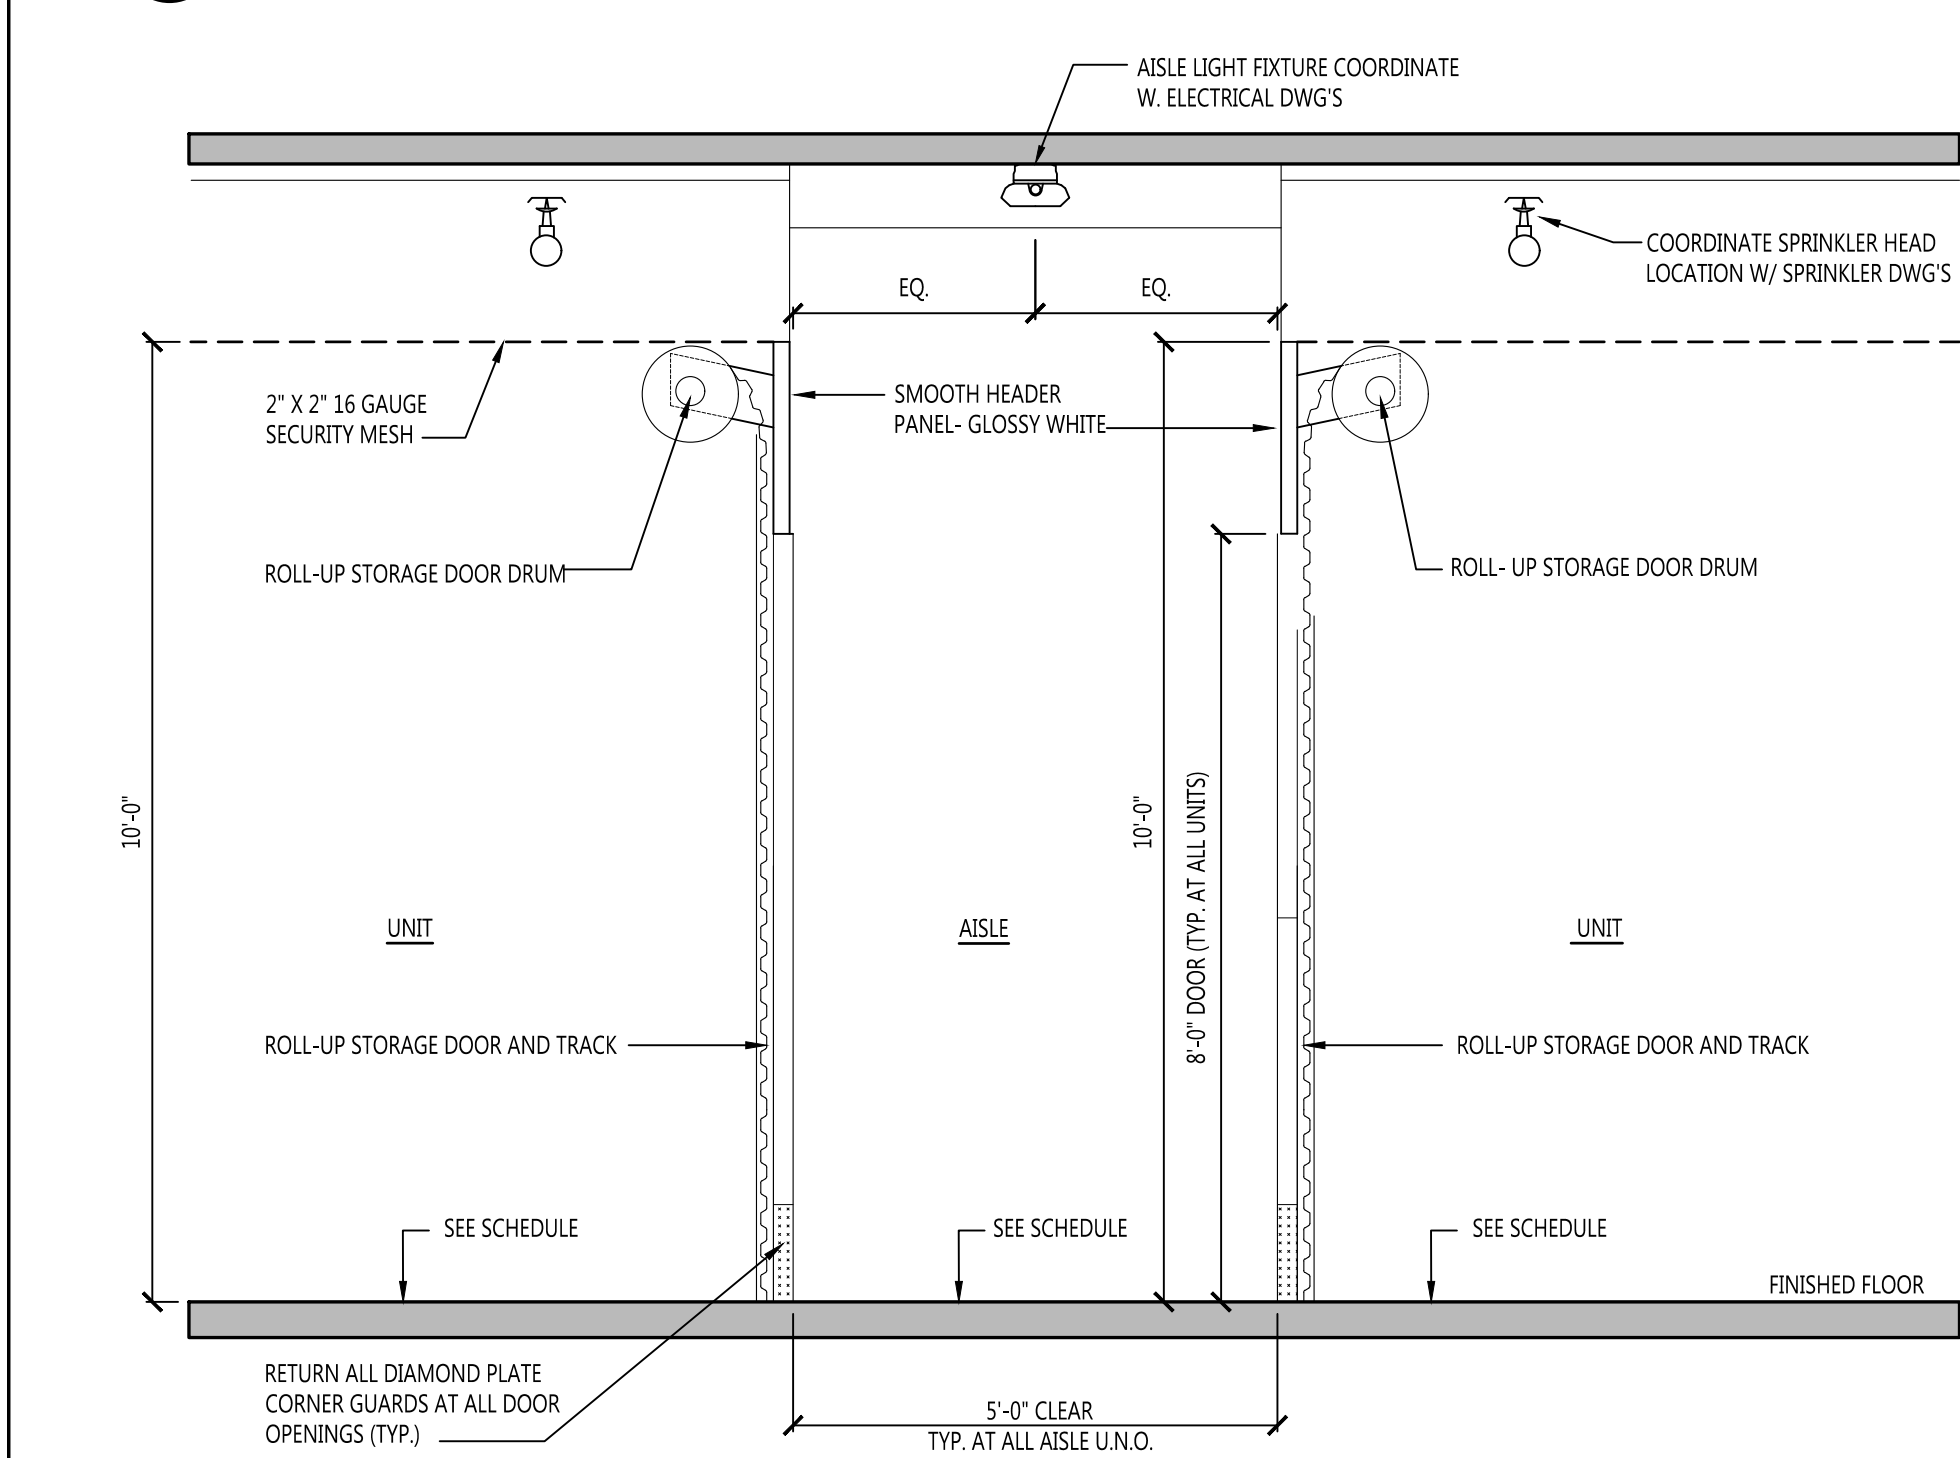 AISLE LIGHT FIXTURE COORDINATE
W. ELECTRICAL DWG'S
COORDINATE SPRINKLER HEAD
LOCATION W/ SPRINKLER DWG'S
EQ.
EQ.
2" X 2" 16 GAUGE
SECURITY MESH
SMOOTH HEADER
PANEL- GLOSSY WHITE
ROLL-UP STORAGE DOOR DRUM
ROLL- UP STORAGE DOOR DRUM
10'-0"
10'-0"
8'-0" DOOR (TYP. AT ALL UNITS)
UNIT
AISLE
UNIT
ROLL-UP STORAGE DOOR AND TRACK
ROLL-UP STORAGE DOOR AND TRACK
SEE SCHEDULE
SEE SCHEDULE
SEE SCHEDULE
FINISHED FLOOR
RETURN ALL DIAMOND PLATE
CORNER GUARDS AT ALL DOOR
OPENINGS (TYP.)
5'-0" CLEAR
TYP. AT ALL AISLE U.N.O.